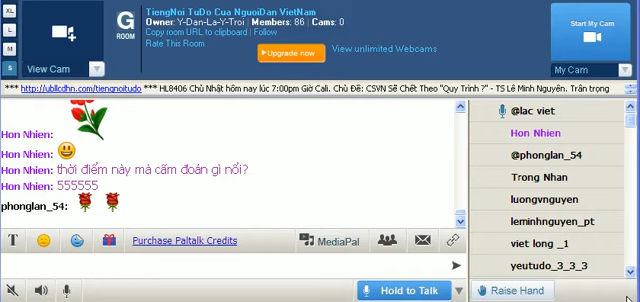 TiengNoi TuDo Cua NguoiDan VietNam
Owner: Y-Dan-La-Y-Troi | Members: 86 | Cams: 0
Copy room URL to clipboard | Follow
Rate This Room
Upgrade now
View unlimited Webcams
G
ROOM
XL
L
M
S
View Cam
Start My Cam
My Cam
*** http://ubllcdhn.com/tiengnoitudo *** HL8406 Chủ Nhật hôm nay lúc 7:00pm Giờ Cali. Chủ Đề: CSVN Sẽ Chết Theo "Quy Trình ?" - TS Lê Minh Nguyên. Trân trọng
Hon Nhien:
Hon Nhien:
Hon Nhien: thời điểm này mà cấm đoán gì nổi?
Hon Nhien: 555555
phonglan_54:
@lac viet
Hon Nhien
@phonglan_54
Trong Nhan
luongvnguyen
leminhnguyen_pt
viet long _1
yeutudo_3_3_3
T
Purchase Paltalk Credits
MediaPal
Hold to Talk
Raise Hand